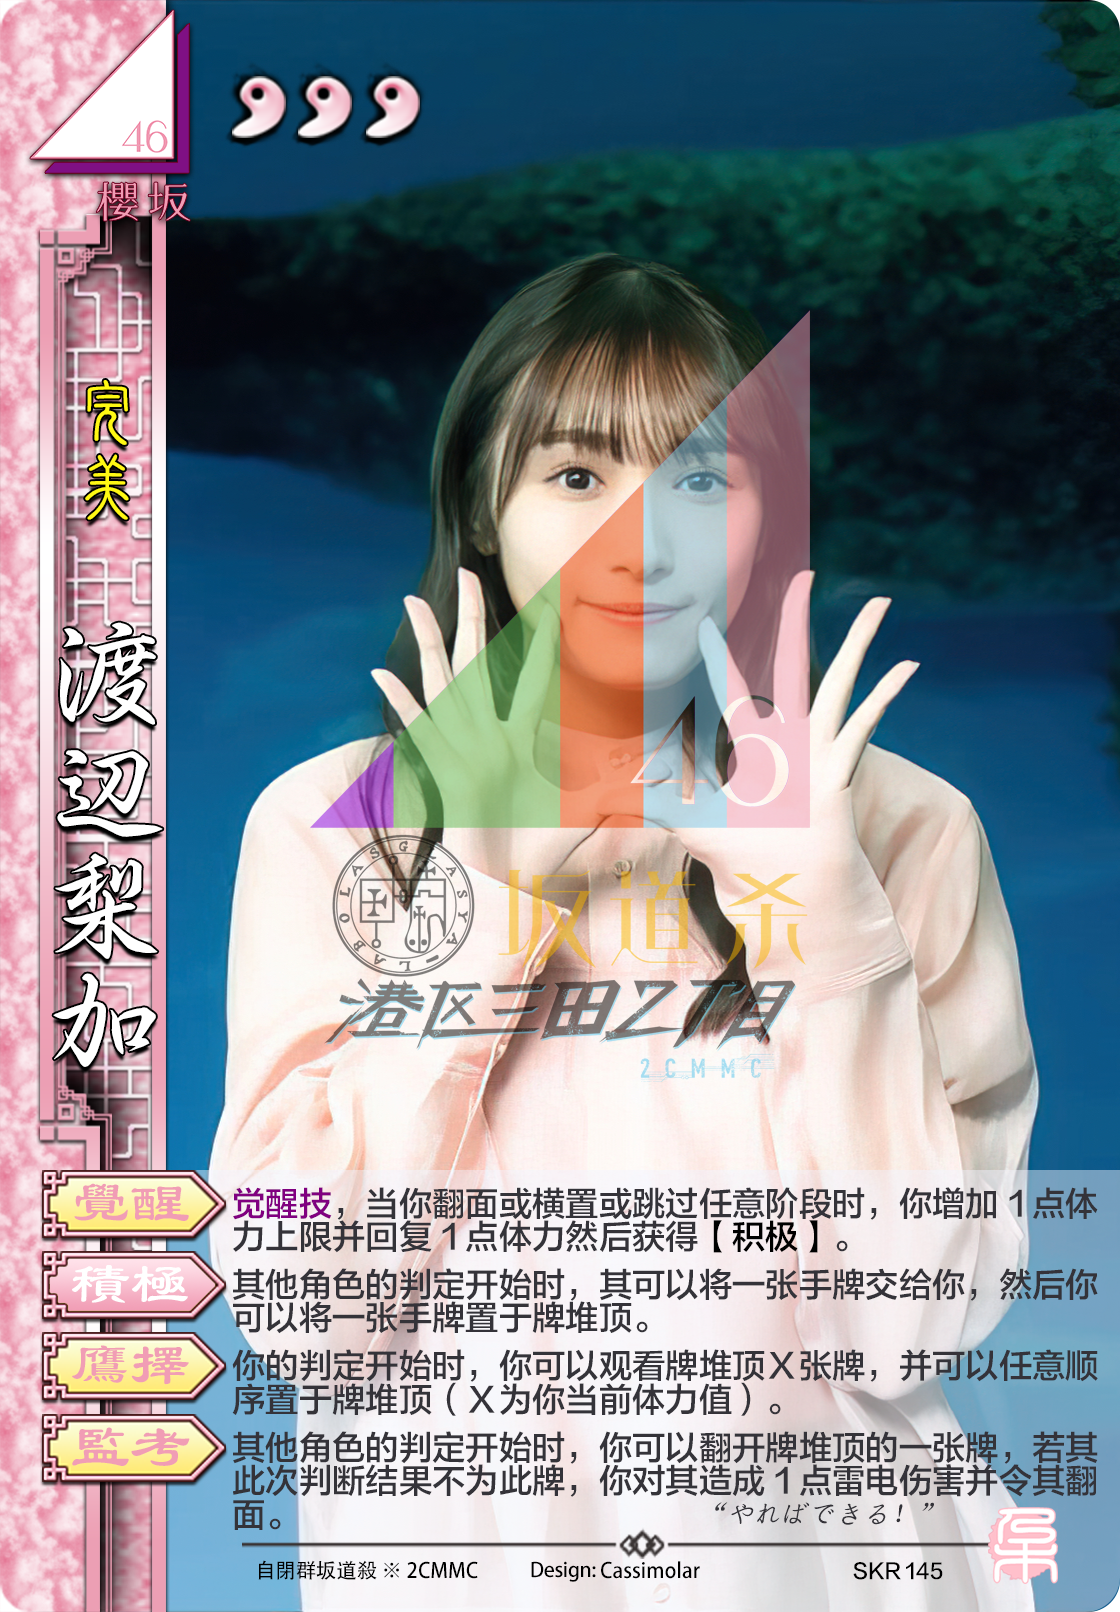 46
櫻坂
完美
渡辺梨加
46
GLASYALABOLAS
坂道杀
港区三田乙丁目
2CMMC
覺醒
觉醒技，当你翻面或横置或跳过任意阶段时，你增加1点体
力上限并回复1点体力然后获得【积极】。
積極
其他角色的判定开始时，其可以将一张手牌交给你，然后你
可以将一张手牌置于牌堆顶。
鷹擇
你的判定开始时，你可以观看牌堆顶X张牌，并可以任意顺
序置于牌堆顶（X为你当前体力值）。
監考
其他角色的判定开始时，你可以翻开牌堆顶的一张牌，若其
此次判断结果不为此牌，你对其造成1点雷电伤害并令其翻
面。
“やればできる！”
自閉群坂道殺 ※ 2CMMC
Design: Cassimolar
SKR145